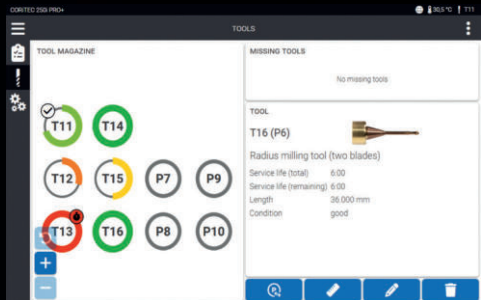 CORITEC 250i PRO+
30,5 °C T11
TOOLS
TOOL MAGAZINE
T11 T14
T12 T15 P7 P9
T13 T16 P8 P10
MISSING TOOLS
No missing tools
TOOL
T16 (P6)
Radius milling tool (two blades)
Service life (total) 6:00
Service life (remaining) 6:00
Length 36.000 mm
Condition good